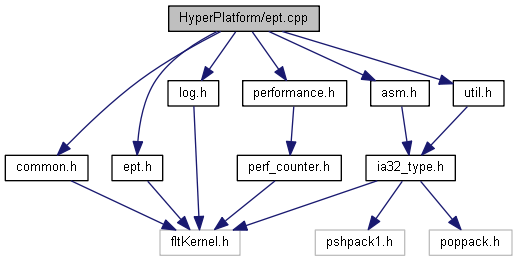 HyperPlatform/ept.cpp
log.h
performance.h
asm.h
util.h
common.h
ept.h
perf_counter.h
ia32_type.h
fltKernel.h
pshpack1.h
poppack.h